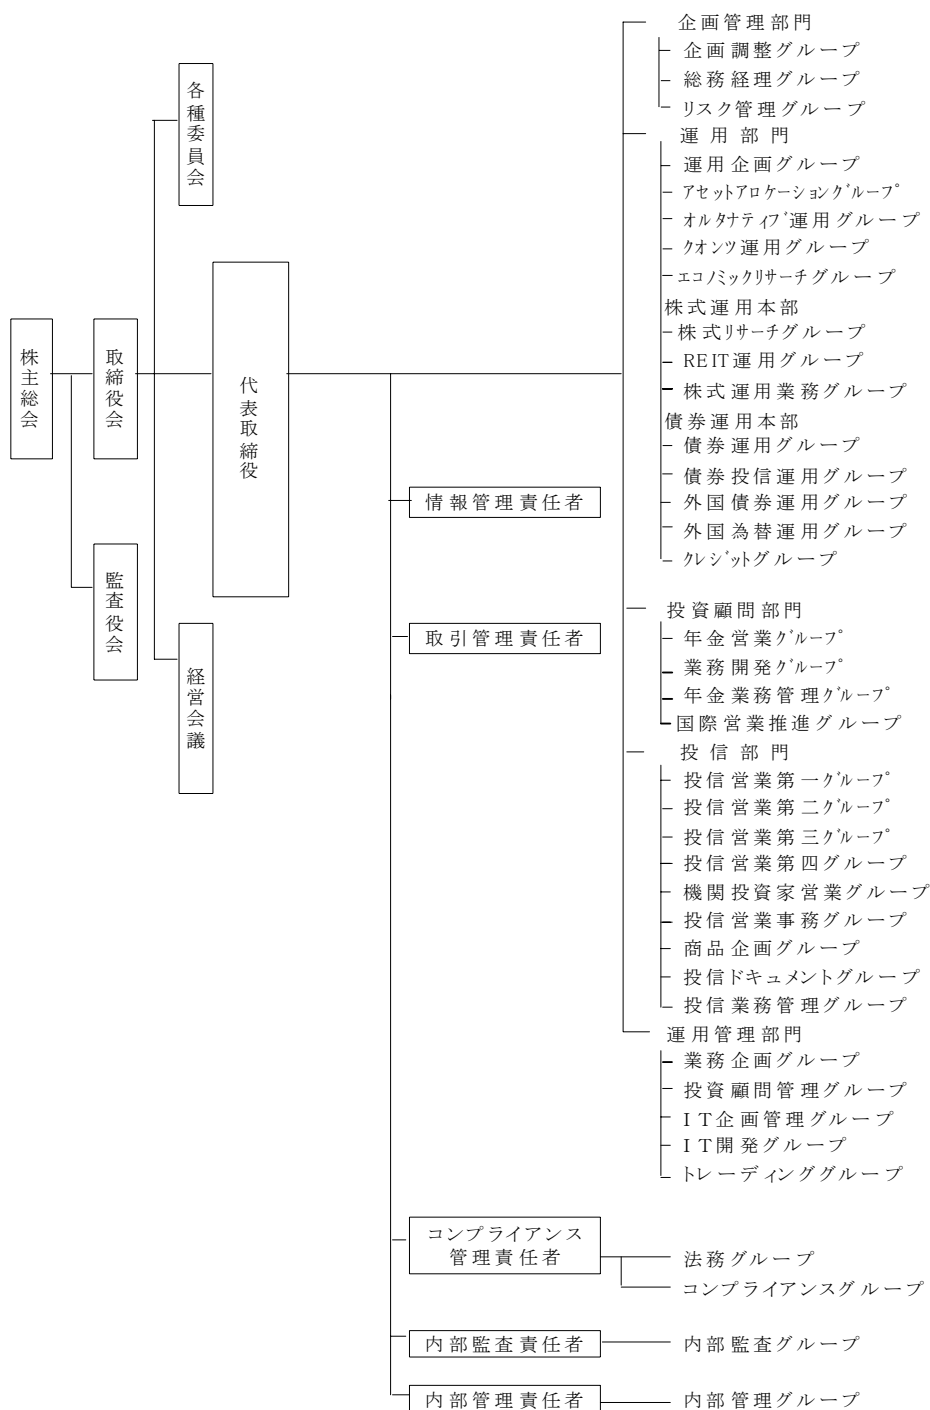 株主総会
取締役会
監査役会
各種委員会
経営会議
代表取締役
情報管理責任者
取引管理責任者
コンプライアンス
管理責任者
内部監査責任者
内部管理責任者
企画管理部門
企画調整グループ
総務経理グループ
リスク管理グループ
運用部門
運用企画グループ
アセットアロケーショングループ
オルタナティブ運用グループ
クオンツ運用グループ
エコノミックリサーチグループ
株式運用本部
株式リサーチグループ
REIT運用グループ
株式運用業務グループ
債券運用本部
債券運用グループ
債券投信運用グループ
外国債券運用グループ
外国為替運用グループ
クレジットグループ
投資顧問部門
年金営業グループ
業務開発グループ
年金業務管理グループ
国際営業推進グループ
投信部門
投信営業第一グループ
投信営業第二グループ
投信営業第三グループ
投信営業第四グループ
機関投資家営業グループ
投信営業事務グループ
商品企画グループ
投信ドキュメントグループ
投信業務管理グループ
運用管理部門
業務企画グループ
投資顧問管理グループ
IT企画管理グループ
IT開発グループ
トレーディンググループ
法務グループ
コンプライアンスグループ
内部監査グループ
内部管理グループ